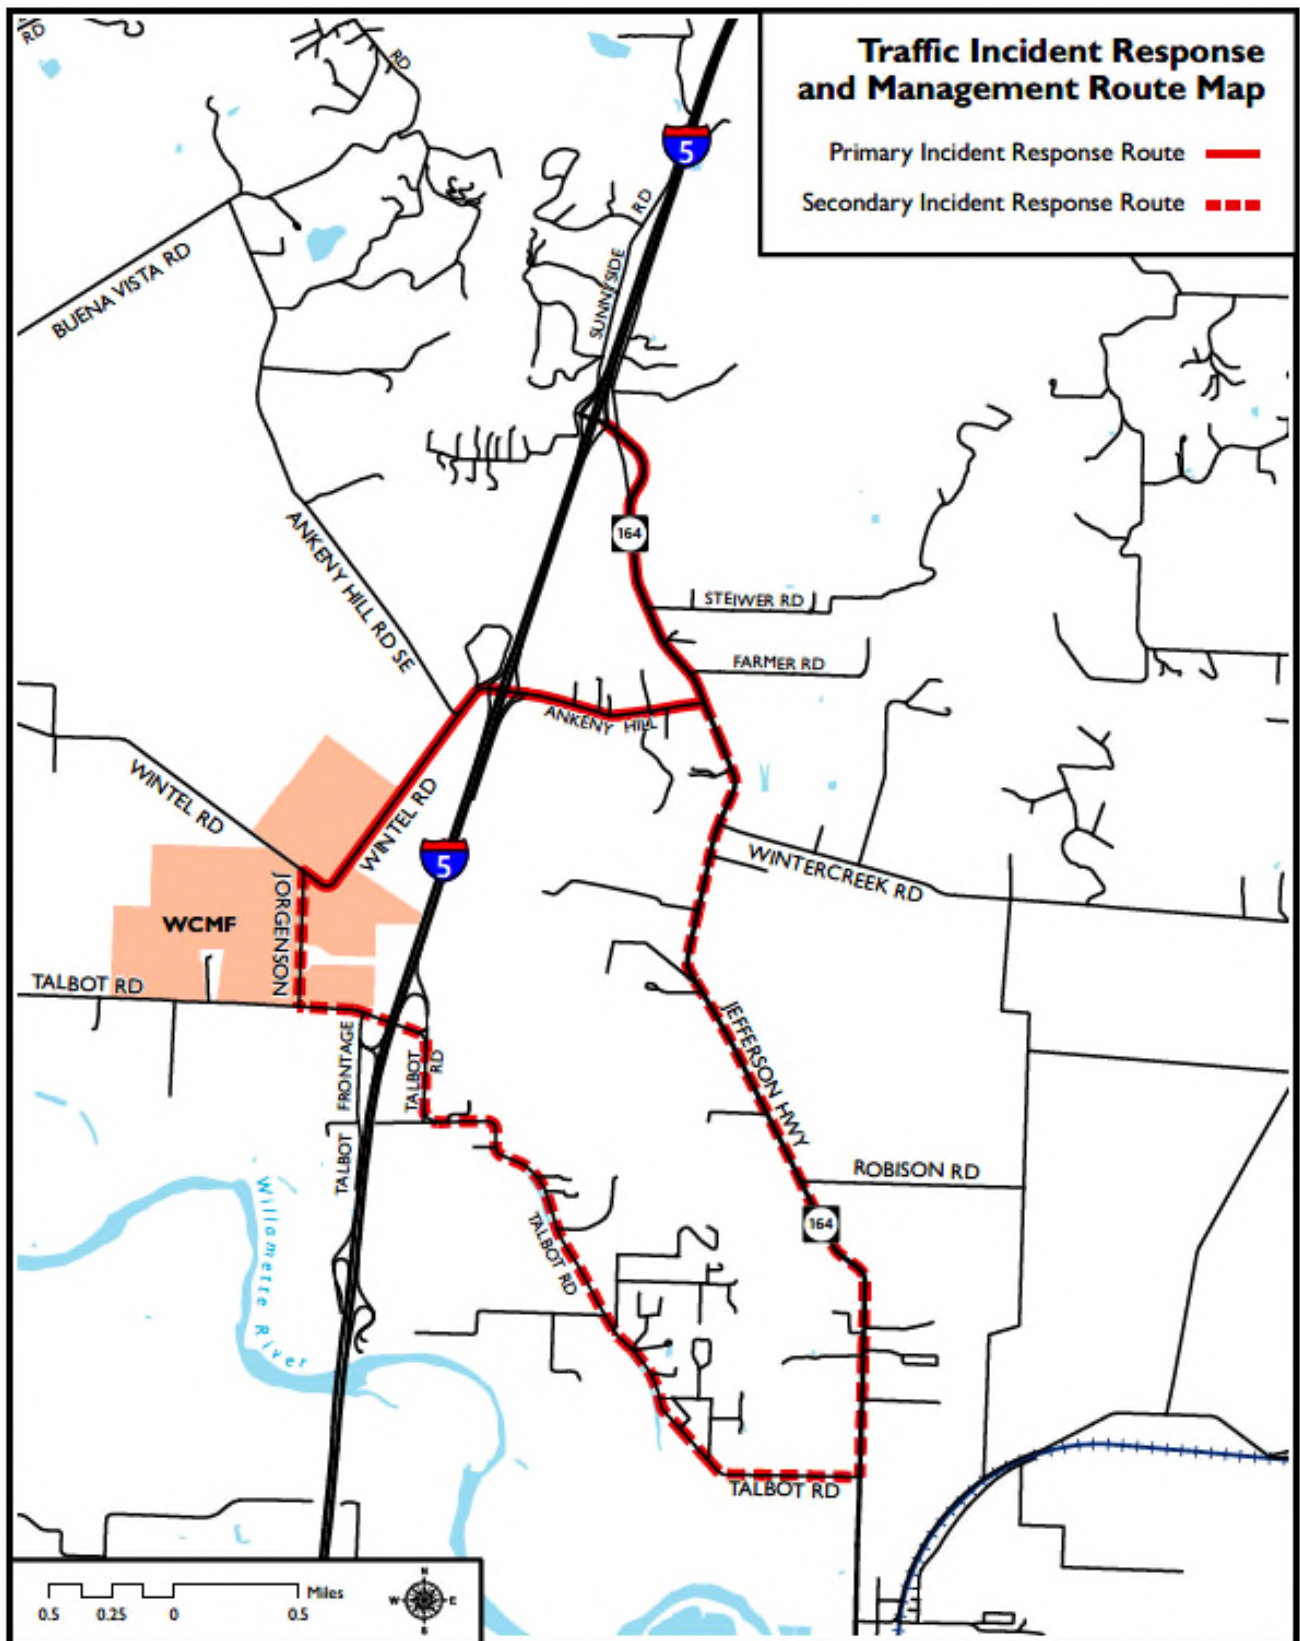 Traffic Incident Response
and Management Route Map
Primary Incident Response Route
Secondary Incident Response Route
RD
RD
5
RD
SUNNYSIDE
BUENA VISTA RD
164
ANKENY HILL RD SE
STEIWER RD
FARMER RD
ANKENY HILL
WINTEL RD
WINTEL RD
5
WINTERCREEK RD
JORGENSON
WCMF
TALBOT RD
JEFFERSON HWY
FRONTAGE
TALBOT
RD
TALBOT
ROBISON RD
Willamette River
164
TALBOT RD
TALBOT RD
Miles
0.5 0.25 0 0.5
N
W E
S